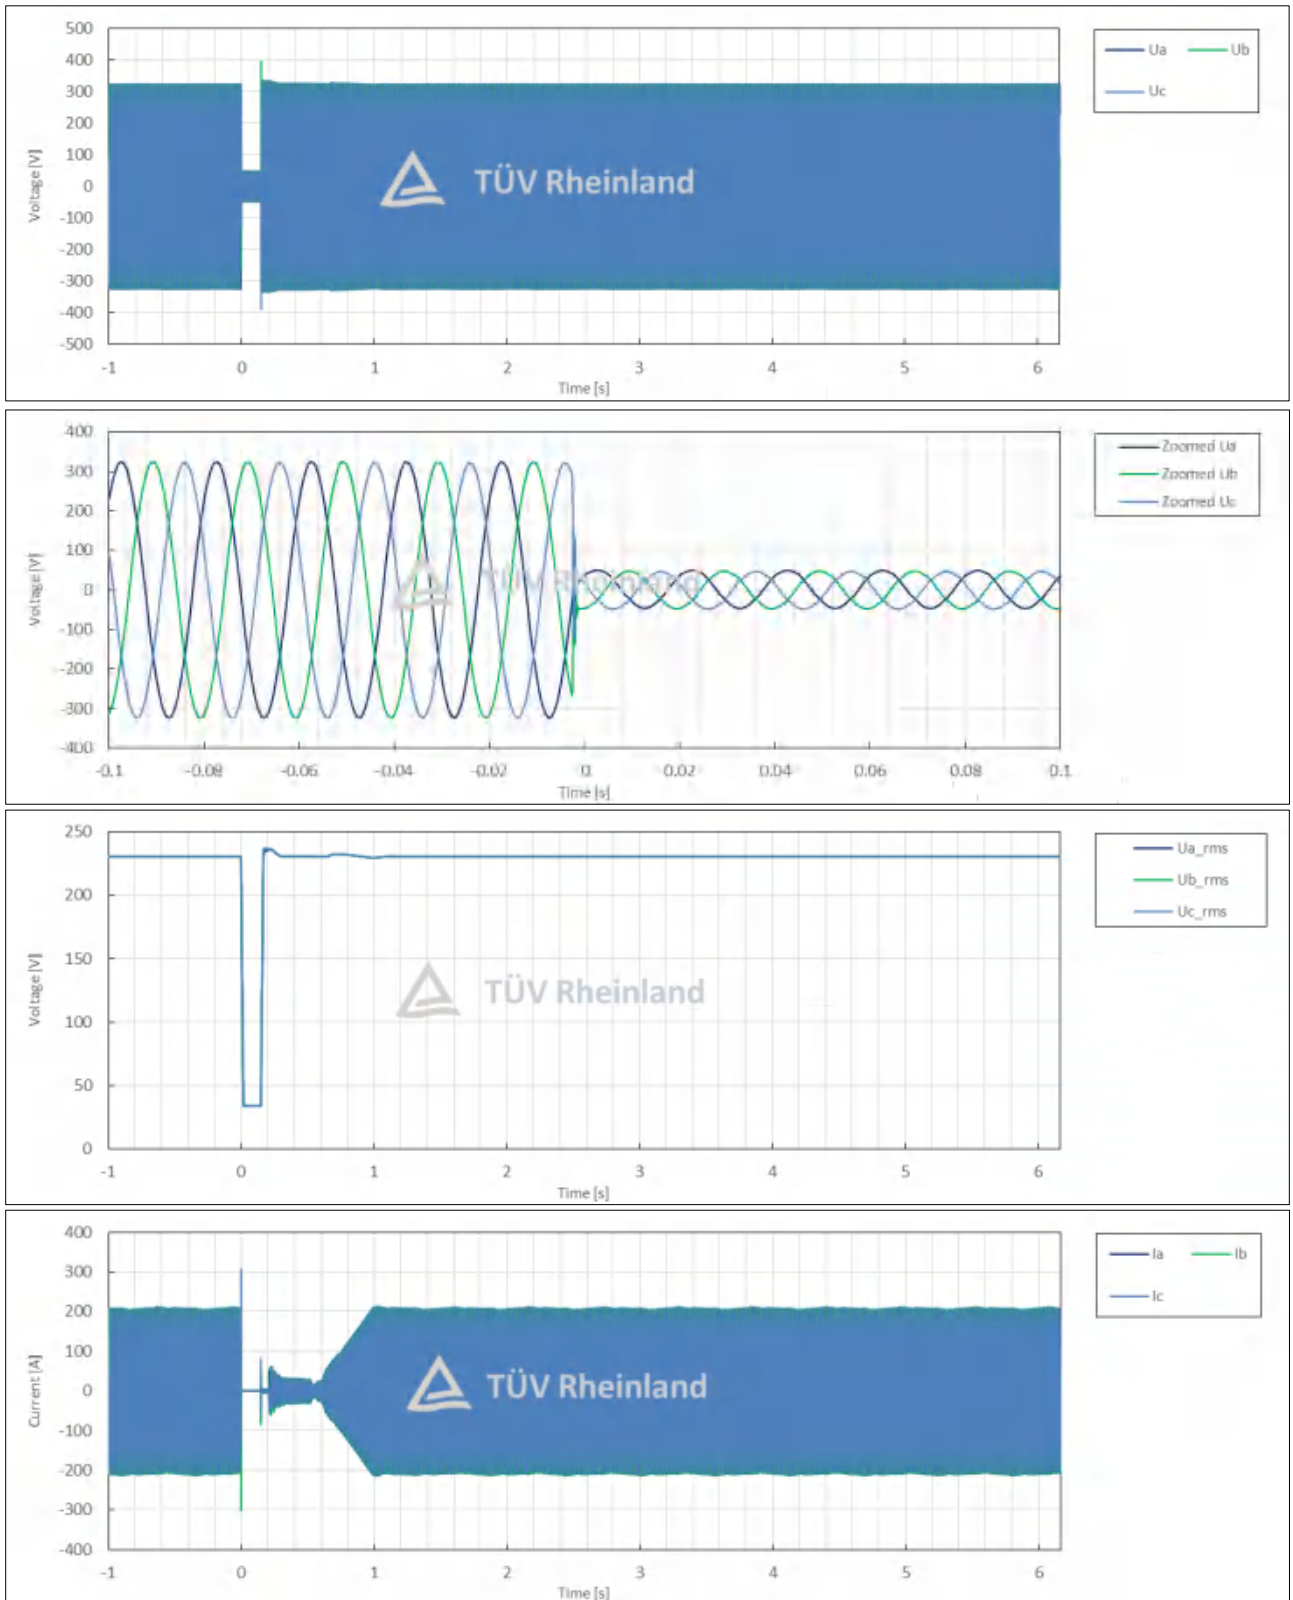 500
400
300
200
100
0
-100
-200
-300
-400
-500
Voltage [V]
-1 0 1 2 3 4 5 6
Time [s]
Ua Ub
Uc
TÜV Rheinland
400
300
200
100
0
-100
-200
-300
-400
Voltage [V]
-0.1 -0.08 -0.06 -0.04 -0.02 0 0.02 0.04 0.06 0.08 0.1
Time [s]
Zoomed Ua
Zoomed Ub
Zoomed Uc
TÜV Rheinland
250
200
150
100
50
0
Voltage [V]
-1 0 1 2 3 4 5 6
Time [s]
Ua_rms
Ub_rms
Uc_rms
TÜV Rheinland
400
300
200
100
0
-100
-200
-300
-400
Current [A]
-1 0 1 2 3 4 5 6
Time [s]
Ia Ib
Ic
TÜV Rheinland